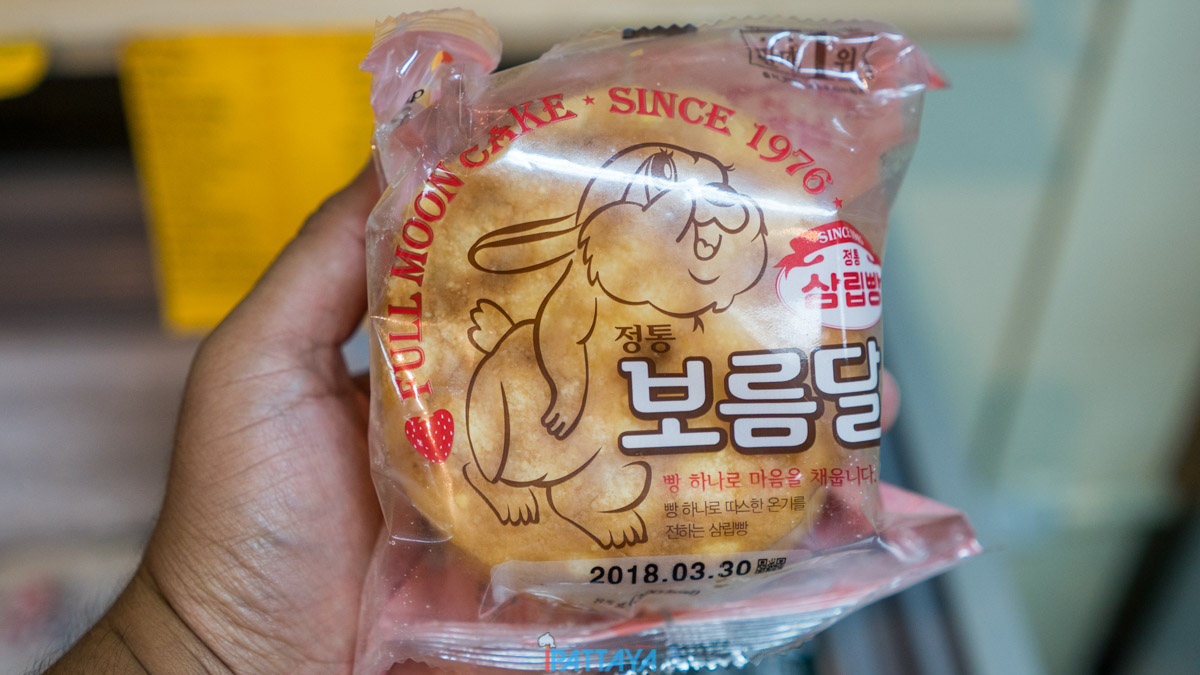 FULL MOON CAKE ★ SINCE 1976 ★
정통
삼립빵
정통
보름달
빵 하나로 마음을 채웁니다.
빵 하나로 따스한 온기를
전하는 삼립빵
2018.03.30
PATTAYA